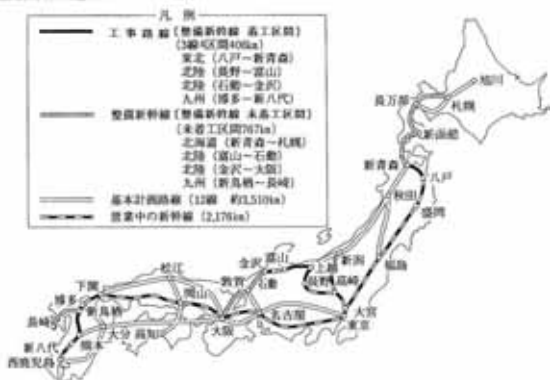 凡例
工事路線〔整備新幹線 着工区間〕
(3線4区間406km)
東北(八戸〜新青森)
北陸(長野〜富山)
北陸(石動〜金沢)
九州(博多〜新八代)
整備新幹線〔整備新幹線 未着工区間〕
(未着工区間767km)
北海道(新青森〜札幌)
北陸(富山〜石動)
北陸(金沢〜大阪)
九州(新鳥栖〜長崎)
基本計画路線(12線 約3,510km)
営業中の新幹線(2,176km)
旭川
長万部
札幌
新函館
新青森
八戸
秋田
盛岡
新潟
福島
上越
富山
金沢
石動
長野
高崎
敦賀
松江
岡山
下関
博多
新鳥栖
名古屋
大宮
東京
大阪
長崎
大分
高知
新八代
熊本
西鹿児島